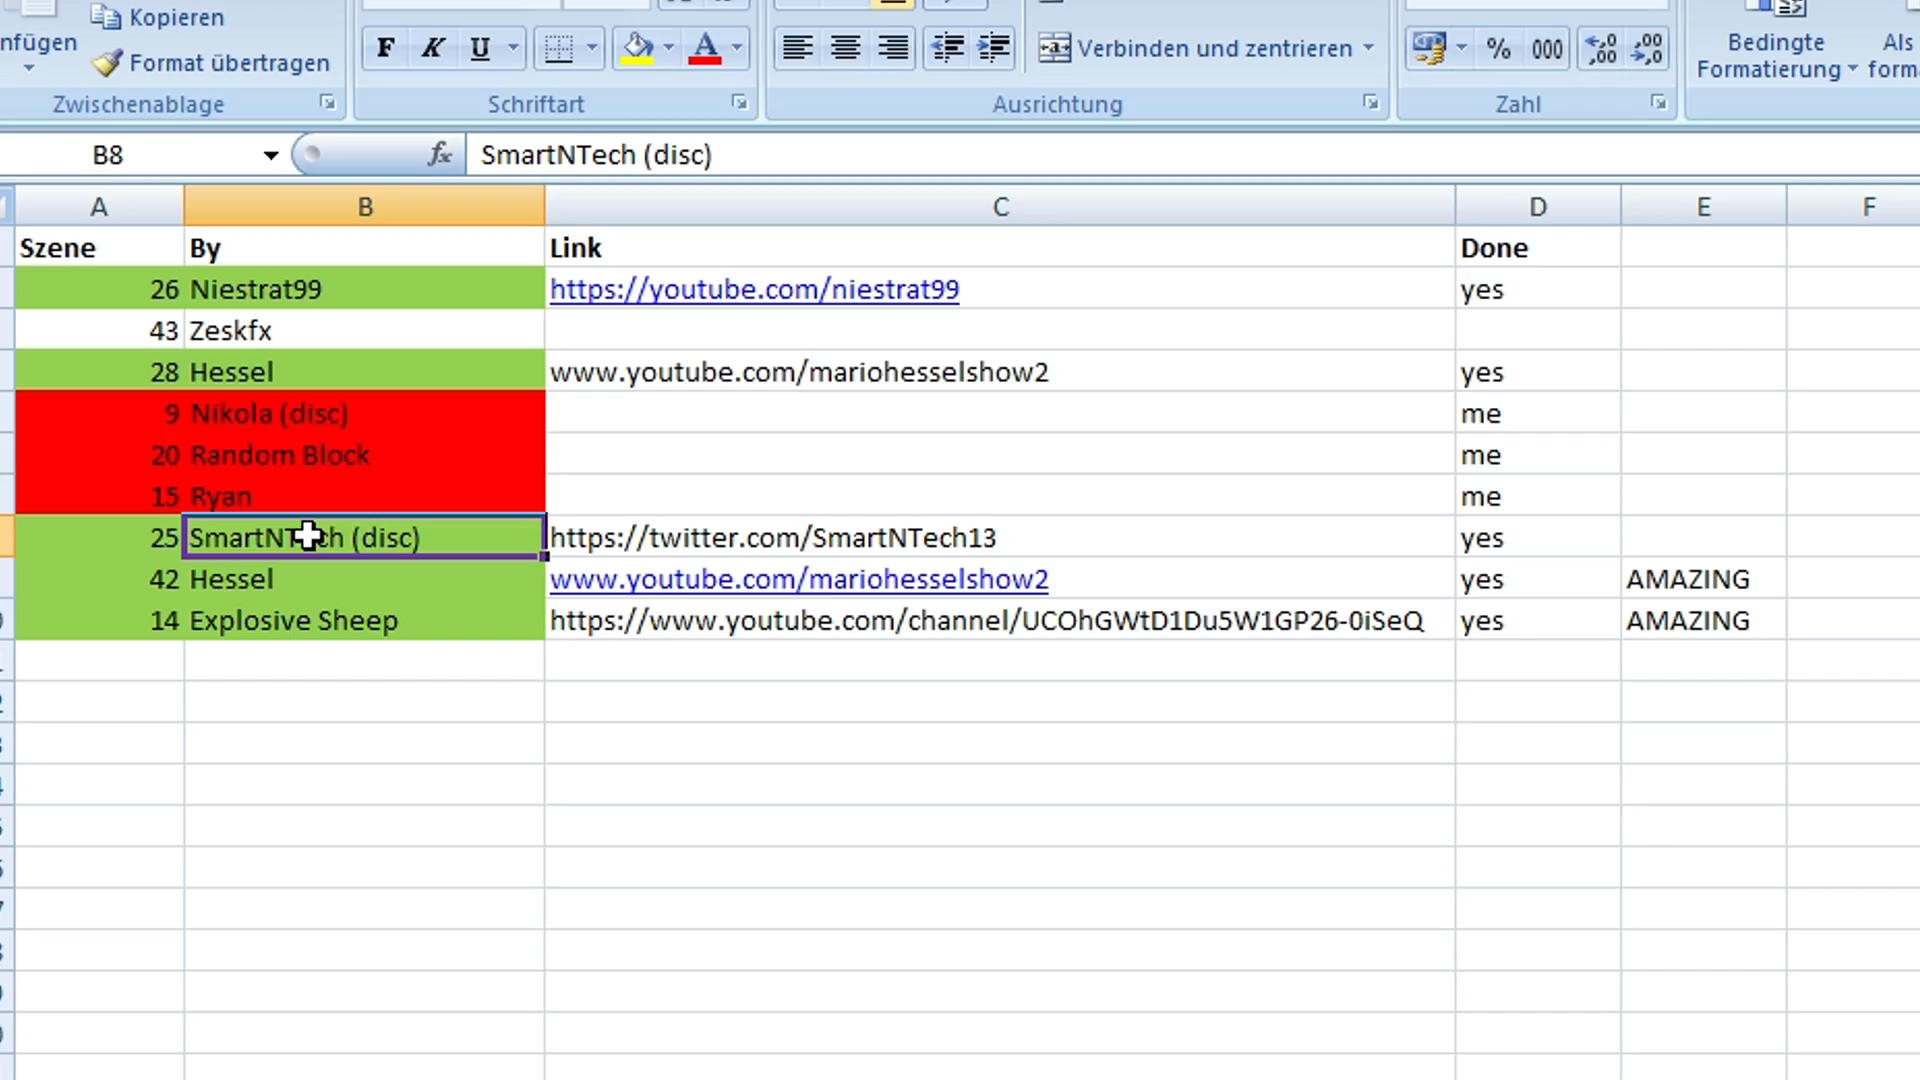 Kopieren
nfügen
Format übertragen
F K U
Verbinden und zentrieren
% 000
Bedingte
Formatierung
Als
form
Zwischenablage
Schriftart
Ausrichtung
Zahl
B8
fx
SmartNTech (disc)
A B C D E F
Szene By Link Done
26 Niestrat99 https://youtube.com/niestrat99 yes
43 Zeskfx
28 Hessel www.youtube.com/mariohesselshow2 yes
9 Nikola (disc) me
20 Random Block me
15 Ryan me
25 SmartNTech (disc) https://twitter.com/SmartNTech13 yes
42 Hessel www.youtube.com/mariohesselshow2 yes AMAZING
14 Explosive Sheep https://www.youtube.com/channel/UCOhGWtD1Du5W1GP26-0iSeQ yes AMAZING